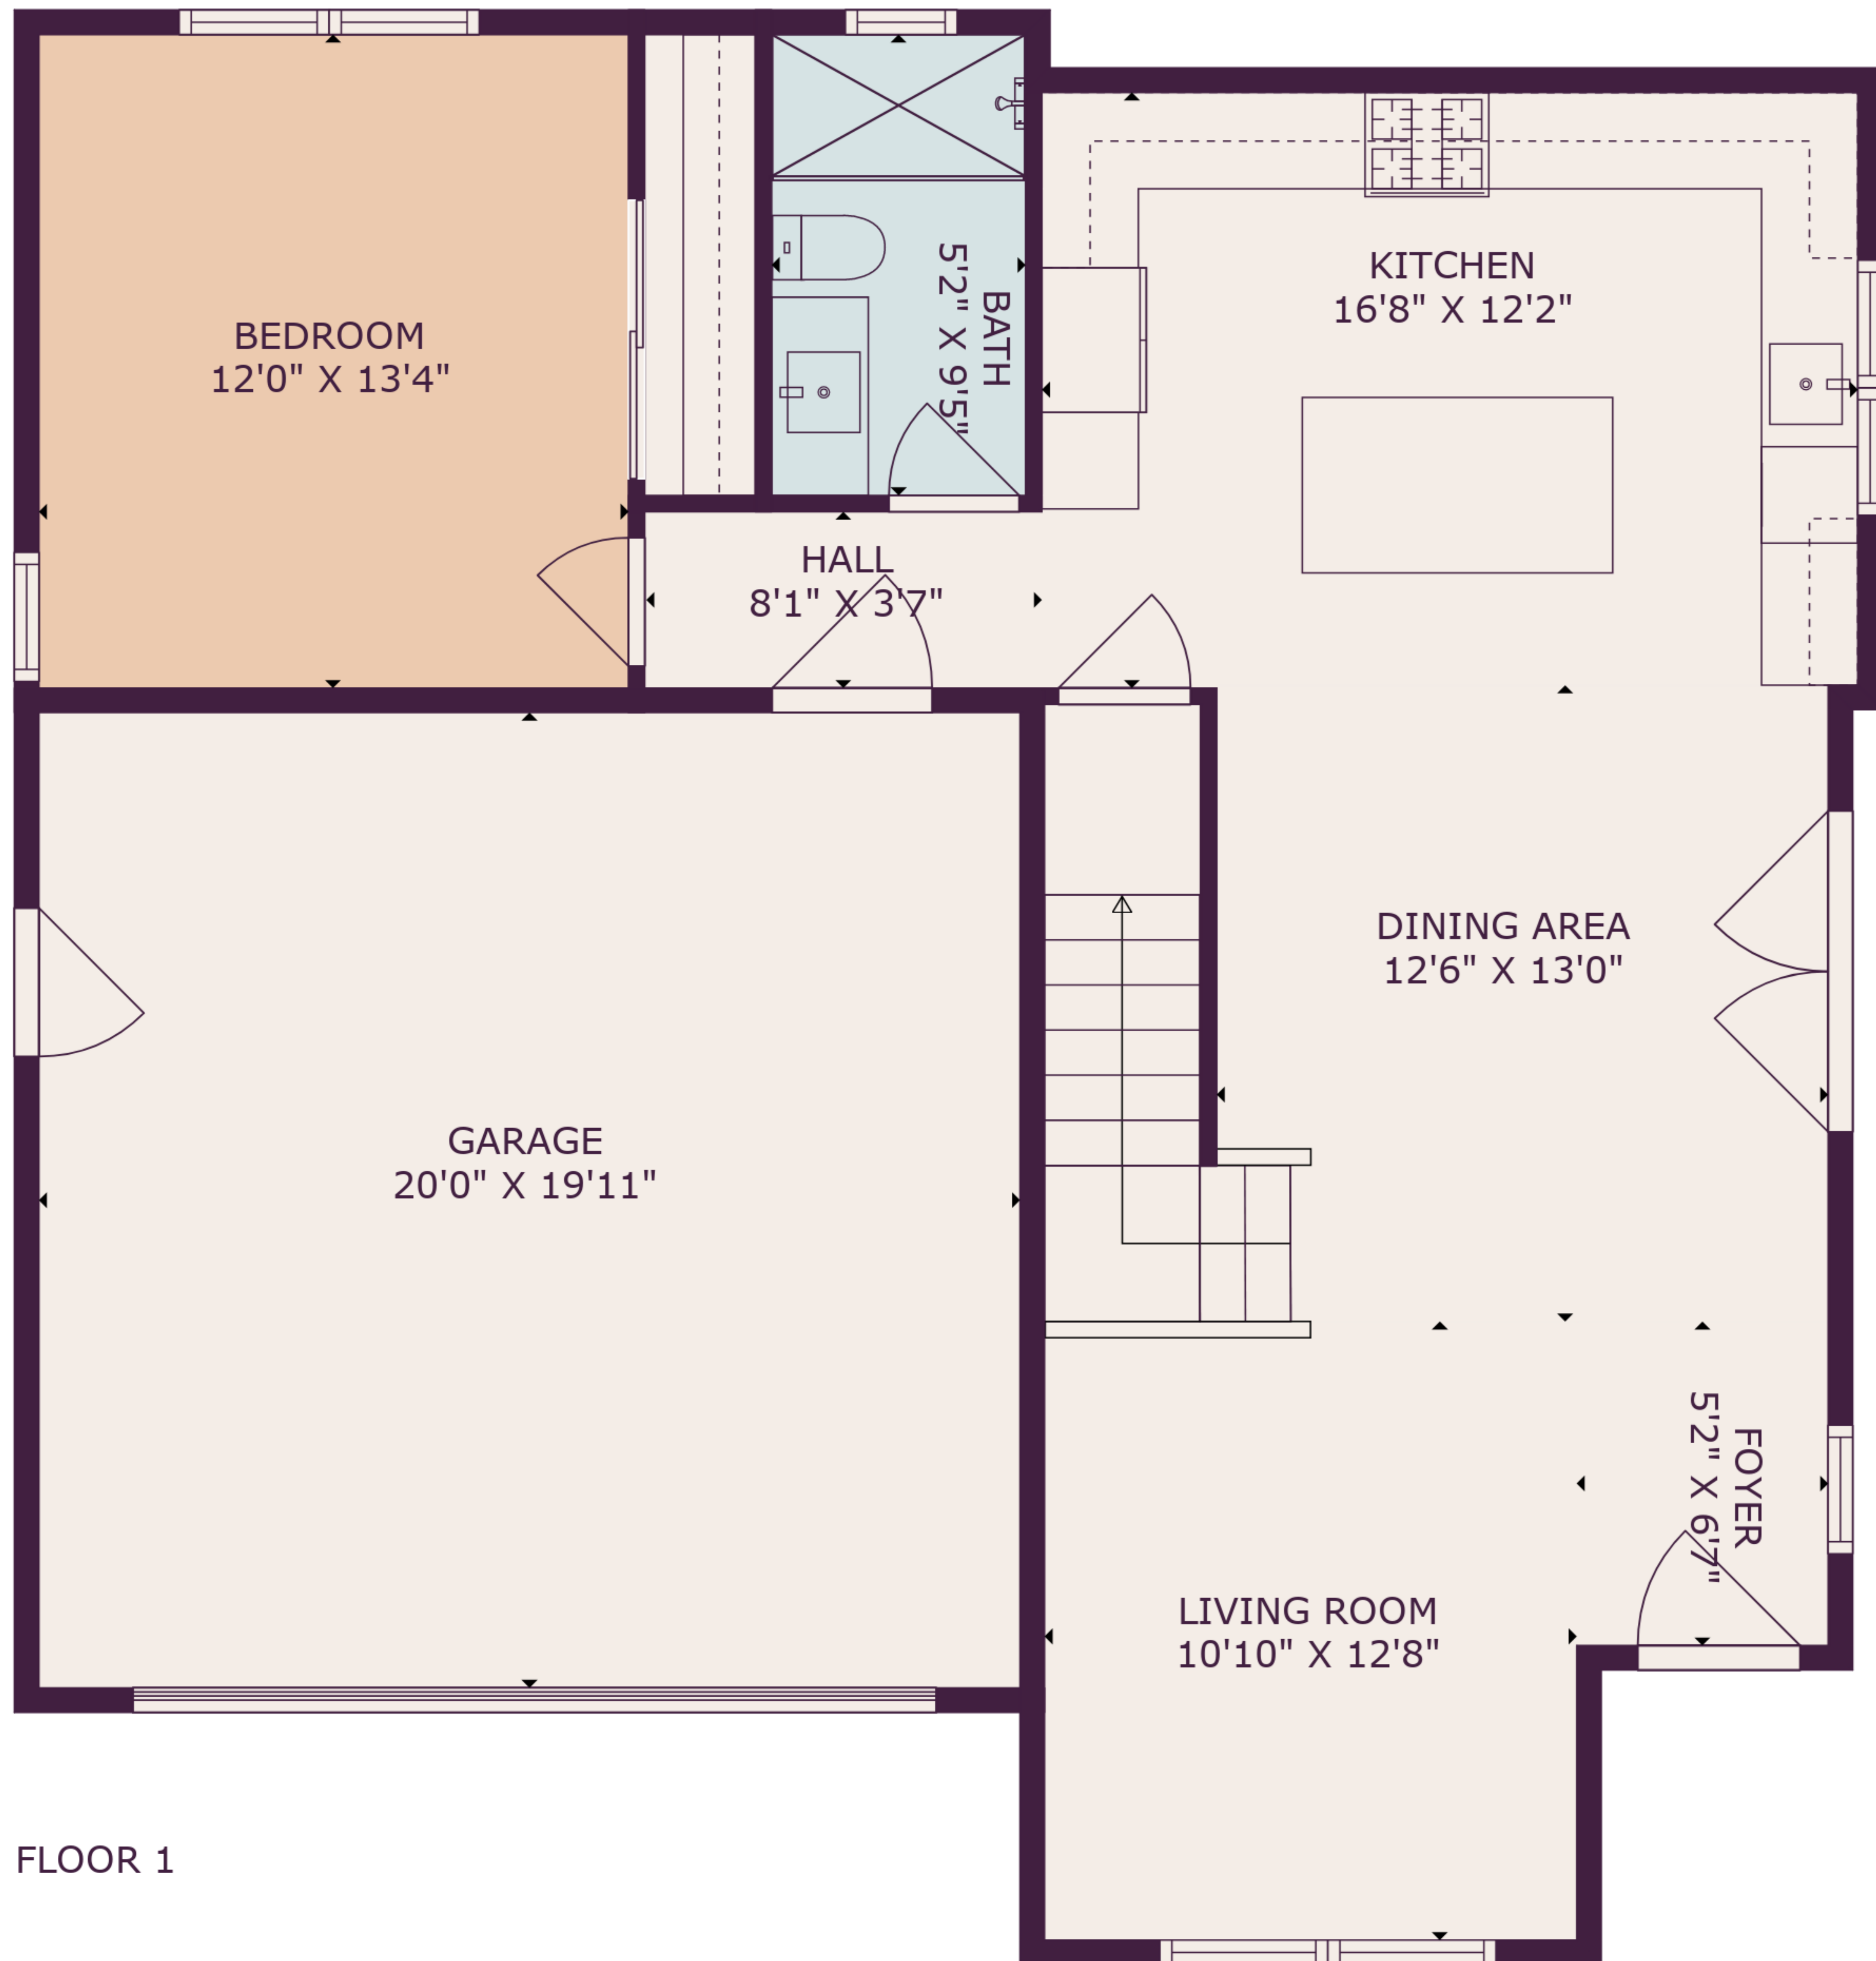 BEDROOM
12'0" X 13'4"
BATH
5'2" X 9'5"
KITCHEN
16'8" X 12'2"
HALL
8'1" X 3'7"
DINING AREA
12'6" X 13'0"
GARAGE
20'0" X 19'11"
FOYER
5'2" X 6'7"
LIVING ROOM
10'10" X 12'8"
FLOOR 1